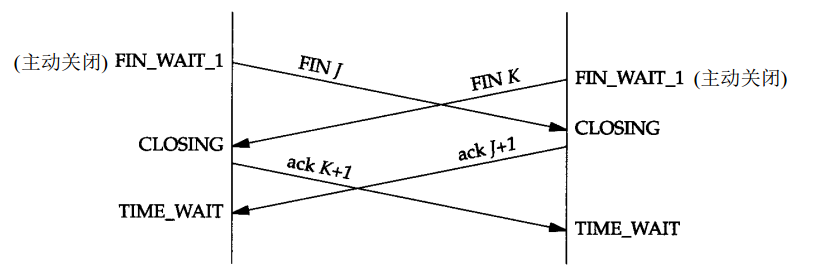 (主动关闭) FIN_WAIT_1
FIN J
FIN K
FIN_WAIT_1 (主动关闭)
CLOSING
CLOSING
ack K+1
ack J+1
TIME_WAIT
TIME_WAIT